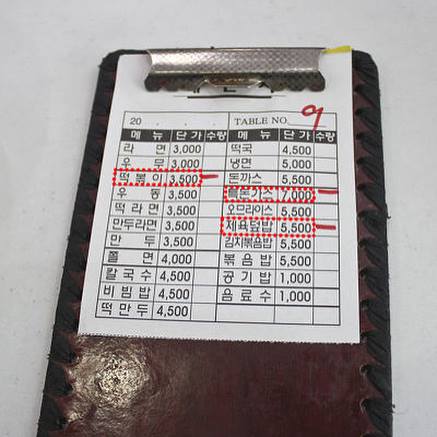 20 . . . TABLE NO. 9
메 뉴 단 가 수량 메 뉴 단 가 수량
라 면 3,000 떡국 4,500
우 무 3,000 냉면 5,000
떡 볶 이 3,500 돈까스 5,500
우 동 3,500 특돈가스 7,000
떡 라 면 3,500 오므라이스 5,500
만두라면 3,500 제육덮밥 5,500
만 두 3,500 김치볶음밥 5,500
쫄 면 4,000 볶 음 밥 5,500
칼 국 수 4,500 공 기 밥 1,000
비 빔 밥 4,500 음 료 수 1,000
떡 만 두 4,500